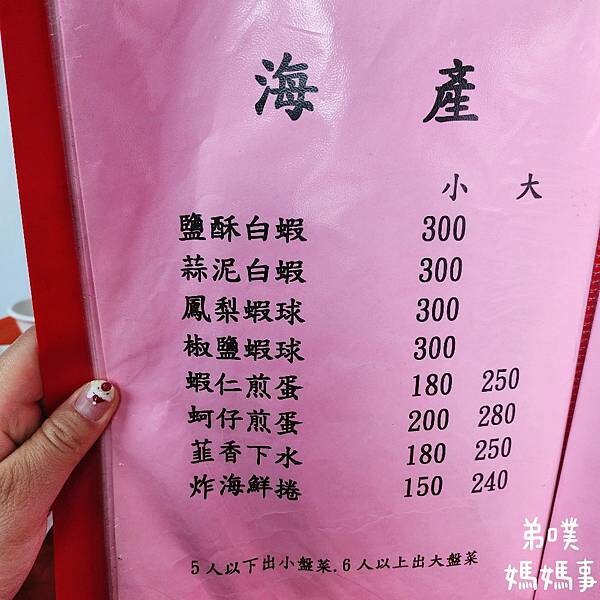 海 產
小 大
鹽酥白蝦 300
蒜泥白蝦 300
鳳梨蝦球 300
椒鹽蝦球 300
蝦仁煎蛋 180 250
蚵仔煎蛋 200 280
韮香下水 180 250
炸海鮮捲 150 240
5人以下出小盤菜.6人以上出大盤菜
弟噗
媽媽事